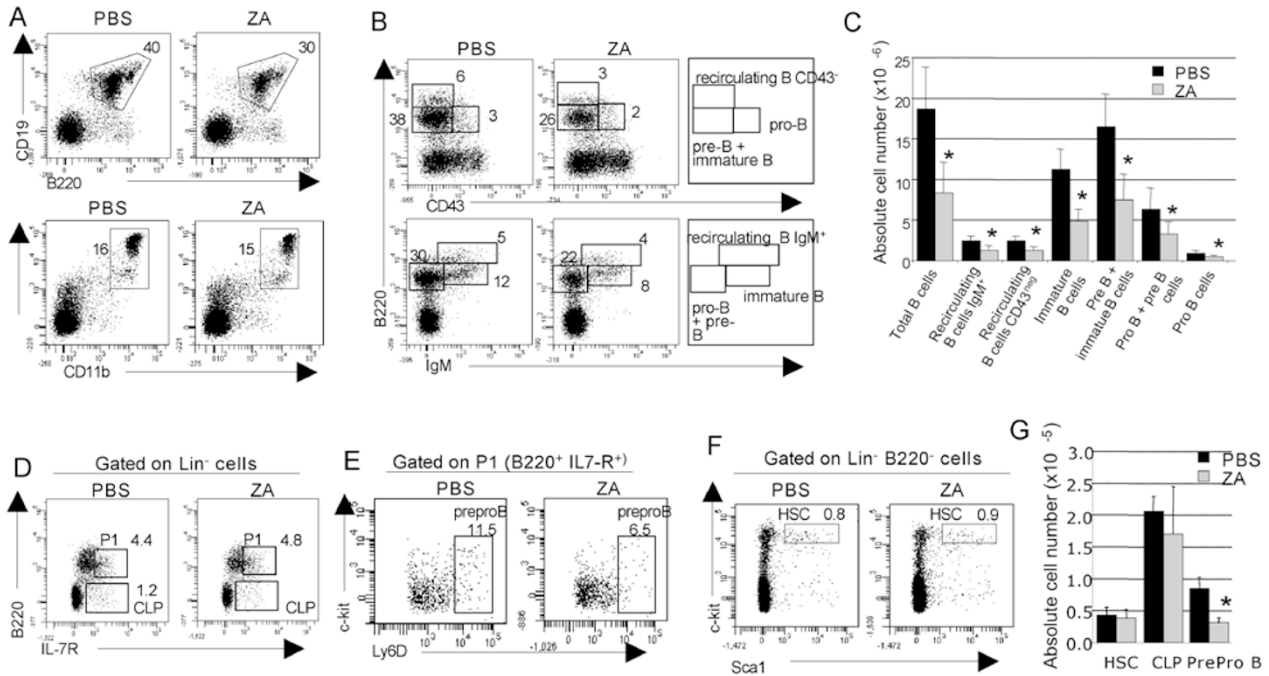 A
PBS
ZA
40
30
CD19
B220
PBS
ZA
16
15
CD11b
B
PBS
ZA
6
38
3
3
26
2
recirculating B CD43-
pro-B
pre-B +
immature B
CD43
30
5
12
22
4
8
recirculating B IgM+
immature B
pro-B
+ pre-
B
B220
IgM
C
Absolute cell number (x10 -6)
25
20
15
10
5
0
PBS
ZA
*
*
*
*
*
*
*
Total B cells
Recirculating
B cells IgM+
Recirculating
B cells CD43neg
Immature
B cells
Pre B +
immatue B cells
Pro B + pre B
cells
Pro B cells
D
Gated on Lin- cells
PBS
ZA
P1 4.4
1.2
CLP
P1 4.8
CLP
B220
IL-7R
E
Gated on P1 (B220+ IL7-R+)
PBS
ZA
preproB
11.5
preproB
6.5
c-kit
Ly6D
F
Gated on Lin- B220- cells
PBS
ZA
HSC 0.8
HSC 0.9
c-kit
Sca1
G
Absolute cell number (x10 -5)
3.0
2.5
2.0
1.5
1.0
0.5
0.0
PBS
ZA
*
HSC CLP PrePro B